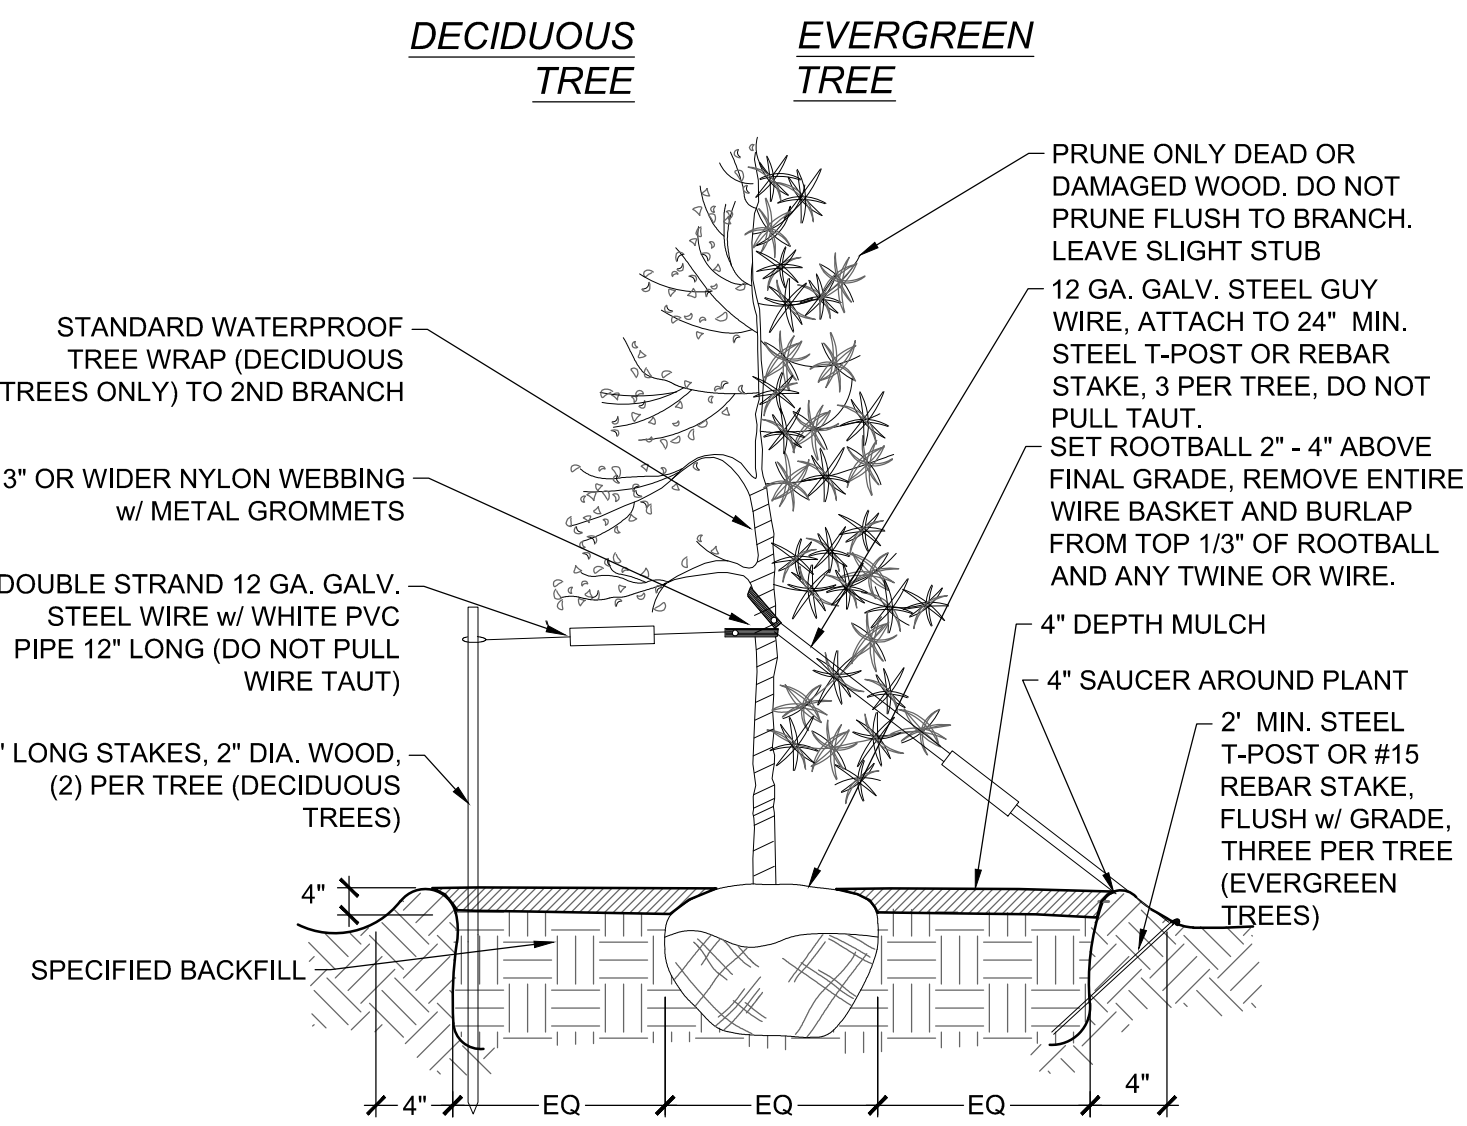 DECIDUOUS
TREE
EVERGREEN
TREE
STANDARD WATERPROOF
TREE WRAP (DECIDUOUS
TREES ONLY) TO 2ND BRANCH
3" OR WIDER NYLON WEBBING
w/ METAL GROMMETS
DOUBLE STRAND 12 GA. GALV.
STEEL WIRE w/ WHITE PVC
PIPE 12" LONG (DO NOT PULL
WIRE TAUT)
' LONG STAKES, 2" DIA. WOOD,
(2) PER TREE (DECIDUOUS
TREES)
4"
SPECIFIED BACKFILL
PRUNE ONLY DEAD OR
DAMAGED WOOD. DO NOT
PRUNE FLUSH TO BRANCH.
LEAVE SLIGHT STUB
12 GA. GALV. STEEL GUY
WIRE, ATTACH TO 24" MIN.
STEEL T-POST OR REBAR
STAKE, 3 PER TREE, DO NOT
PULL TAUT.
SET ROOTBALL 2" - 4" ABOVE
FINAL GRADE, REMOVE ENTIRE
WIRE BASKET AND BURLAP
FROM TOP 1/3" OF ROOTBALL
AND ANY TWINE OR WIRE.
4" DEPTH MULCH
4" SAUCER AROUND PLANT
2' MIN. STEEL
T-POST OR #15
REBAR STAKE,
FLUSH w/ GRADE,
THREE PER TREE
(EVERGREEN
TREES)
4" EQ EQ EQ 4"